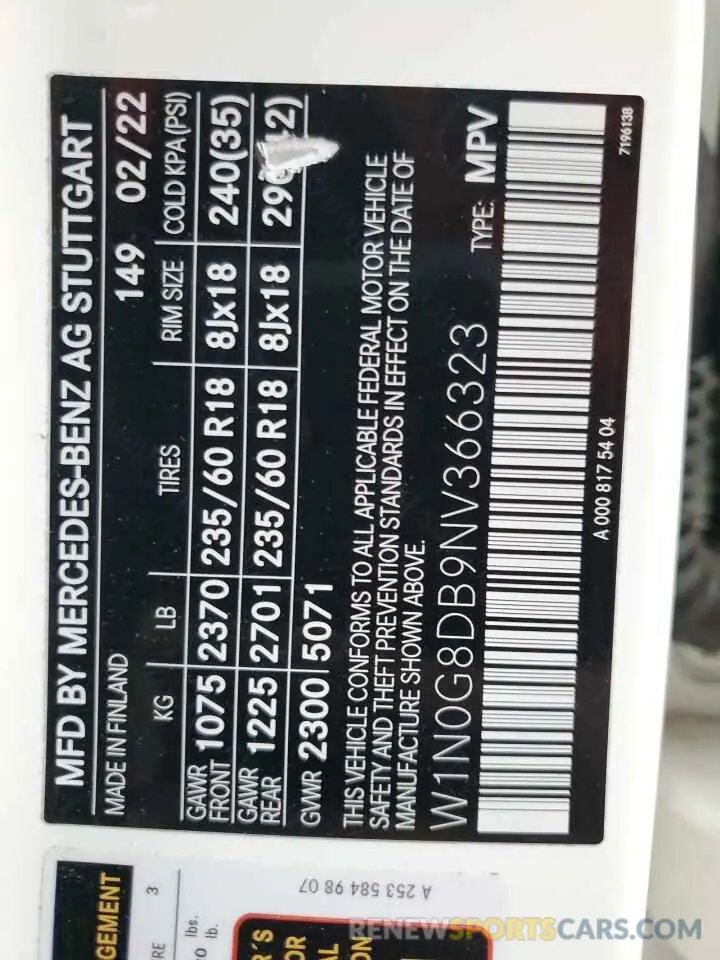 MFD BY MERCEDES-BENZ AG STUTTGART
MADE IN FINLAND 149 02/22
KG LB TIRES RIM SIZE COLD KPA(PSI)
GAWR FRONT 1075 2370 235/60 R18 8Jx18 240(35)
GAWR REAR 1225 2701 235/60 R18 8Jx18
GVWR 2300 5071
THIS VEHICLE CONFORMS TO ALL APPLICABLE FEDERAL MOTOR VEHICLE
SAFETY AND THEFT PREVENTION STANDARDS IN EFFECT ON THE DATE OF
MANUFACTURE SHOWN ABOVE.
W1N0G8DB9NV366323 TYPE: MPV
A 000 817 54 04
7196138
A 253 584 98 07
GEMENT
3
lbs.
lb.
RENEWSPORTSCARS.COM